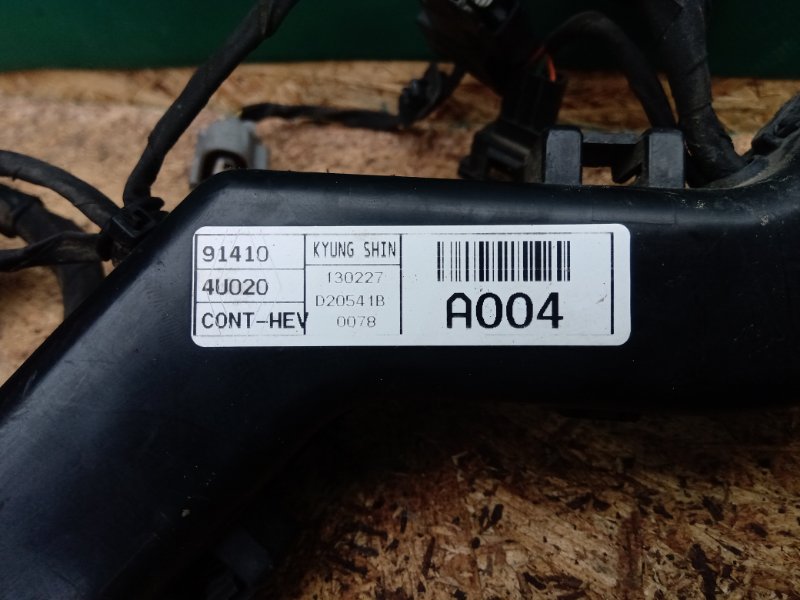 91410
4U020
CONT-HEV
KYUNG SHIN
130227
D20541B
0078
A004